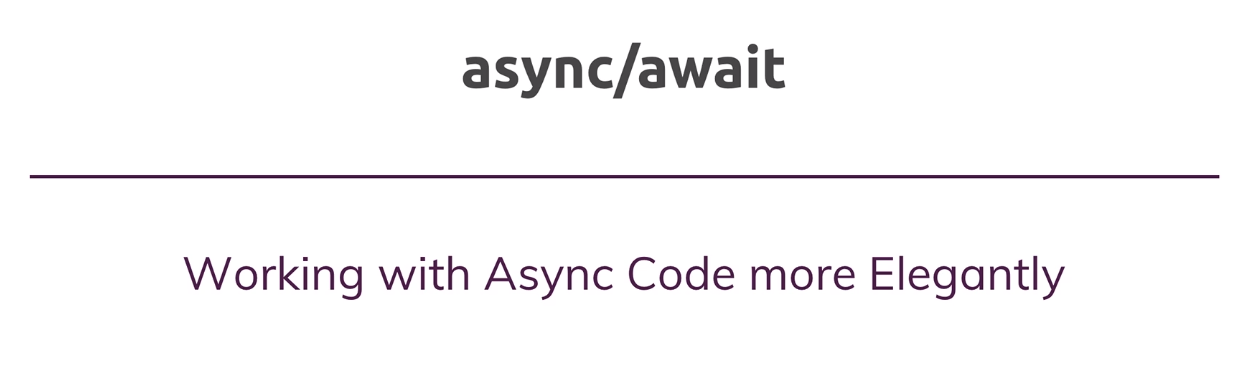 async/await
Working with Async Code more Elegantly